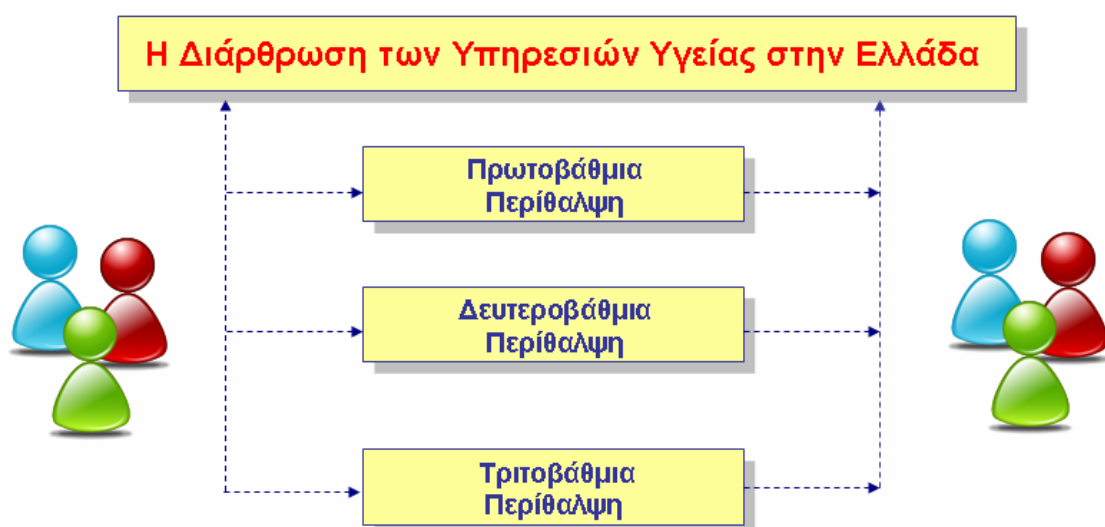 Η Διάρθρωση των Υπηρεσιών Υγείας στην Ελλάδα
Πρωτοβάθμια
Περίθαλψη
Δευτεροβάθμια
Περίθαλψη
Τριτοβάθμια
Περίθαλψη